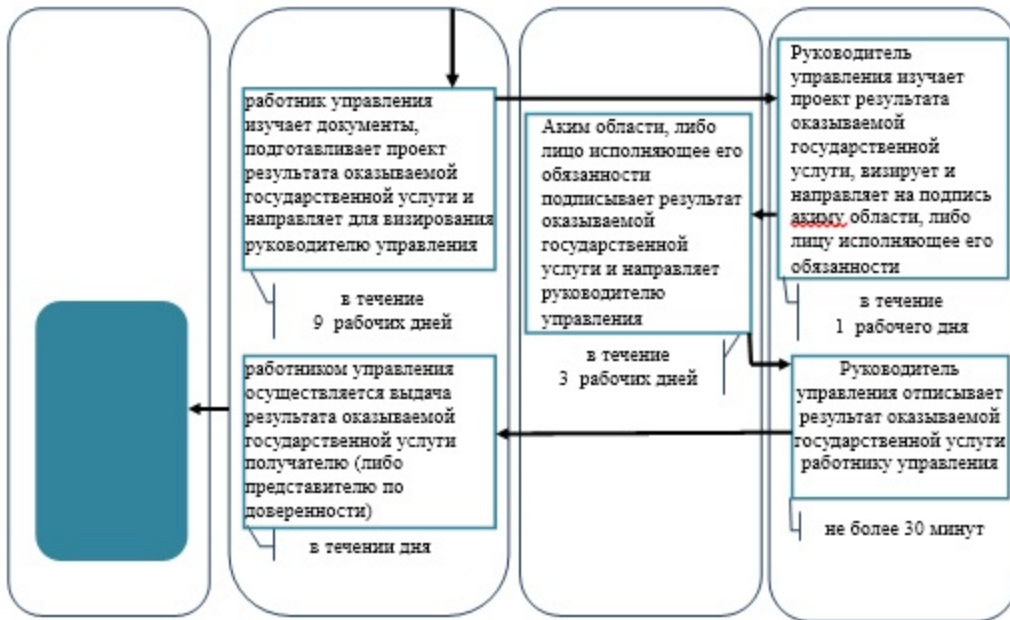 работник управления
изучает документы,
подготавливает проект
результата оказываемой
государственной услуги и
направляет для визирования
руководителю управления
в течение
9 рабочих дней
Аким области, либо
лицо исполняющее его
обязанности
подписывает результат
оказываемой
государственной
услуги и направляет
руководителю
управления
в течение
3 рабочих дней
Руководитель
управления изучает
проект результата
оказываемой
государственной
услуги, визирует и
направляет на подпись
акиму области, либо
лицу исполняющее его
обязанности
в течение
1 рабочего дня
Руководитель
управления отписывает
результат оказываемой
государственной услуги
работнику управления
не более 30 минут
работником управления
осуществляется выдача
результата оказываемой
государственной услуги
получателю (либо
представителю по
доверенности)
в течении дня